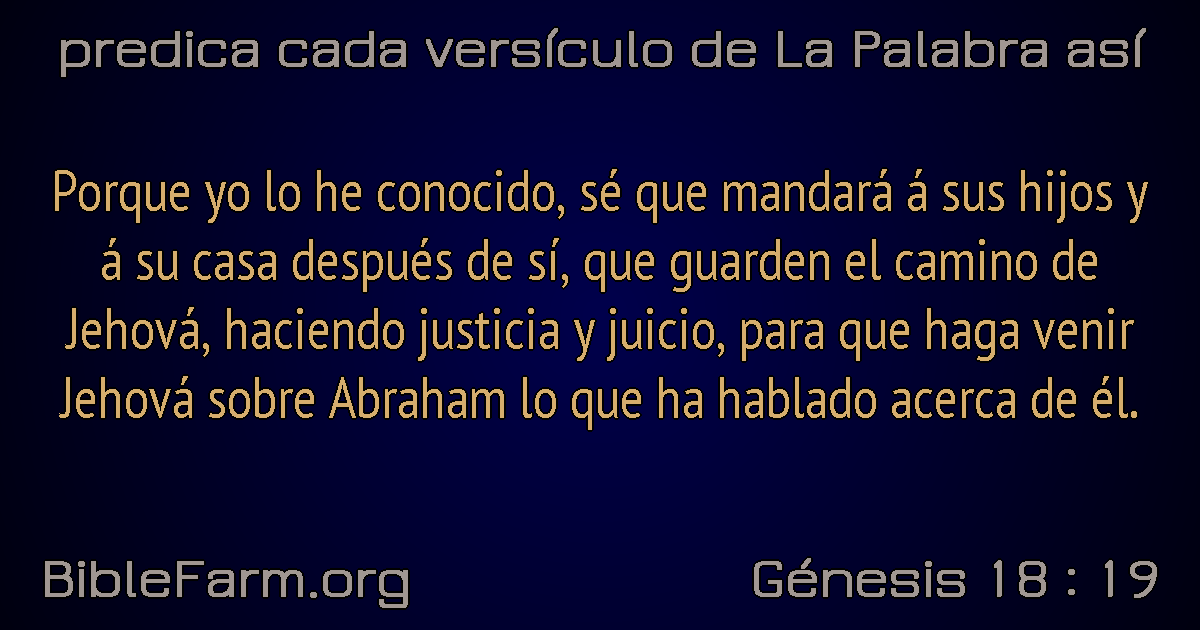 predica cada versículo de La Palabra así
Porque yo lo he conocido, sé que mandará á sus hijos y
á su casa después de sí, que guarden el camino de
Jehová, haciendo justicia y juicio, para que haga venir
Jehová sobre Abraham lo que ha hablado acerca de él.
BibleFarm.org
Génesis 18 : 19